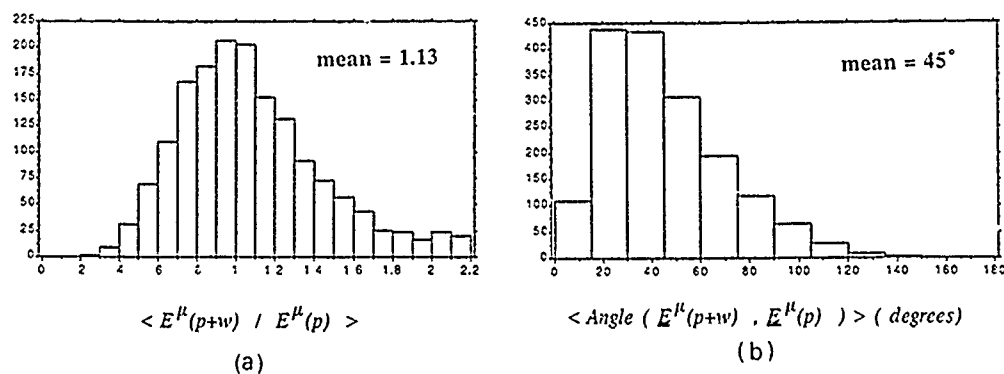 225
200
175
150
125
100
75
50
25
0
mean = 1.13
0 2 4 6 8 1 1 2 1 4 1 6 1 8 2 2.2
< E^μ(p+w) / E^μ(p) >
(a)
450
400
350
300
250
200
150
100
50
0
mean = 45°
0 20 40 60 80 100 120 140 160 180
< Angle ( E^μ(p+w) , E^μ(p) ) > ( degrees)
(b)